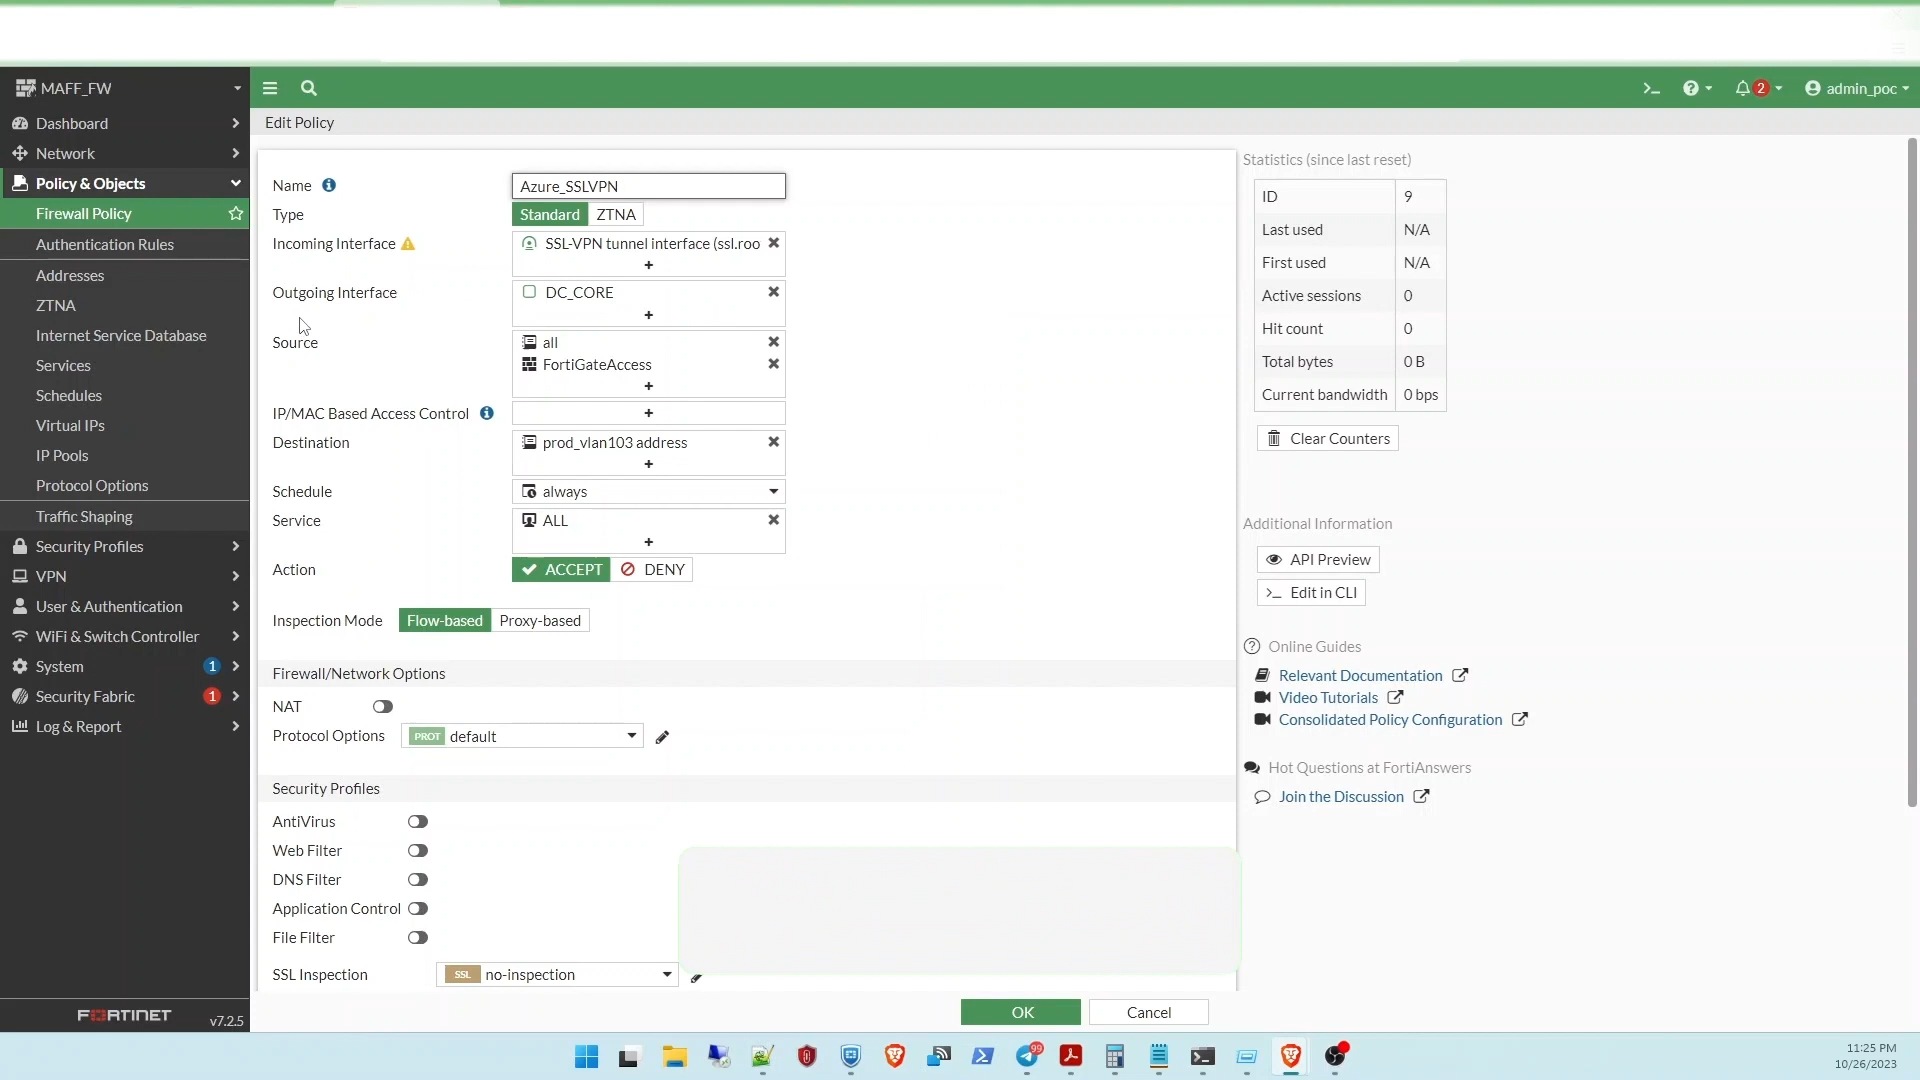 MAFF_FW
2
admin_poc
Dashboard
Network
Policy & Objects
Firewall Policy
Authentication Rules
Addresses
ZTNA
Internet Service Database
Services
Schedules
Virtual IPs
IP Pools
Protocol Options
Traffic Shaping
Security Profiles
VPN
User & Authentication
WiFi & Switch Controller
System 1
Security Fabric 1
Log & Report
FORTINET v7.2.5
Edit Policy
Name Azure_SSLVPN
Type Standard ZTNA
Incoming Interface SSL-VPN tunnel interface (ssl.roo
+
Outgoing Interface DC_CORE
+
Source all
FortiGateAccess
+
IP/MAC Based Access Control +
Destination prod_vlan103 address
+
Schedule always
Service ALL
+
Action ACCEPT DENY
Inspection Mode Flow-based Proxy-based
Firewall/Network Options
NAT
Protocol Options PROT default
Security Profiles
AntiVirus
Web Filter
DNS Filter
Application Control
File Filter
SSL Inspection SSL no-inspection
OK Cancel
Statistics (since last reset)
ID 9
Last used N/A
First used N/A
Active sessions 0
Hit count 0
Total bytes 0 B
Current bandwidth 0 bps
Clear Counters
Additional Information
API Preview
>_ Edit in CLI
Online Guides
Relevant Documentation
Video Tutorials
Consolidated Policy Configuration
Hot Questions at FortiAnswers
Join the Discussion
99
11:25 PM
10/26/2023